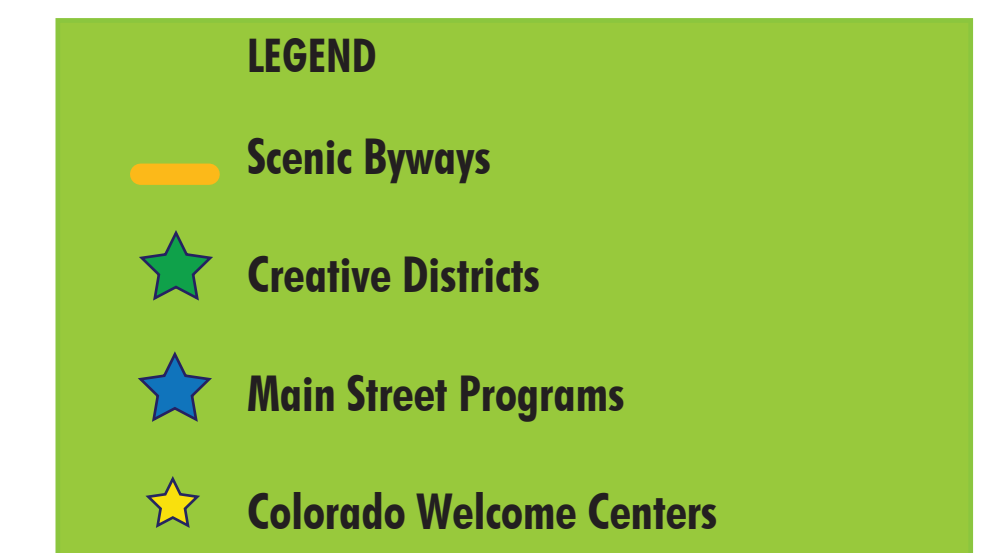 LEGEND
Scenic Byways
Creative Districts
Main Street Programs
Colorado Welcome Centers